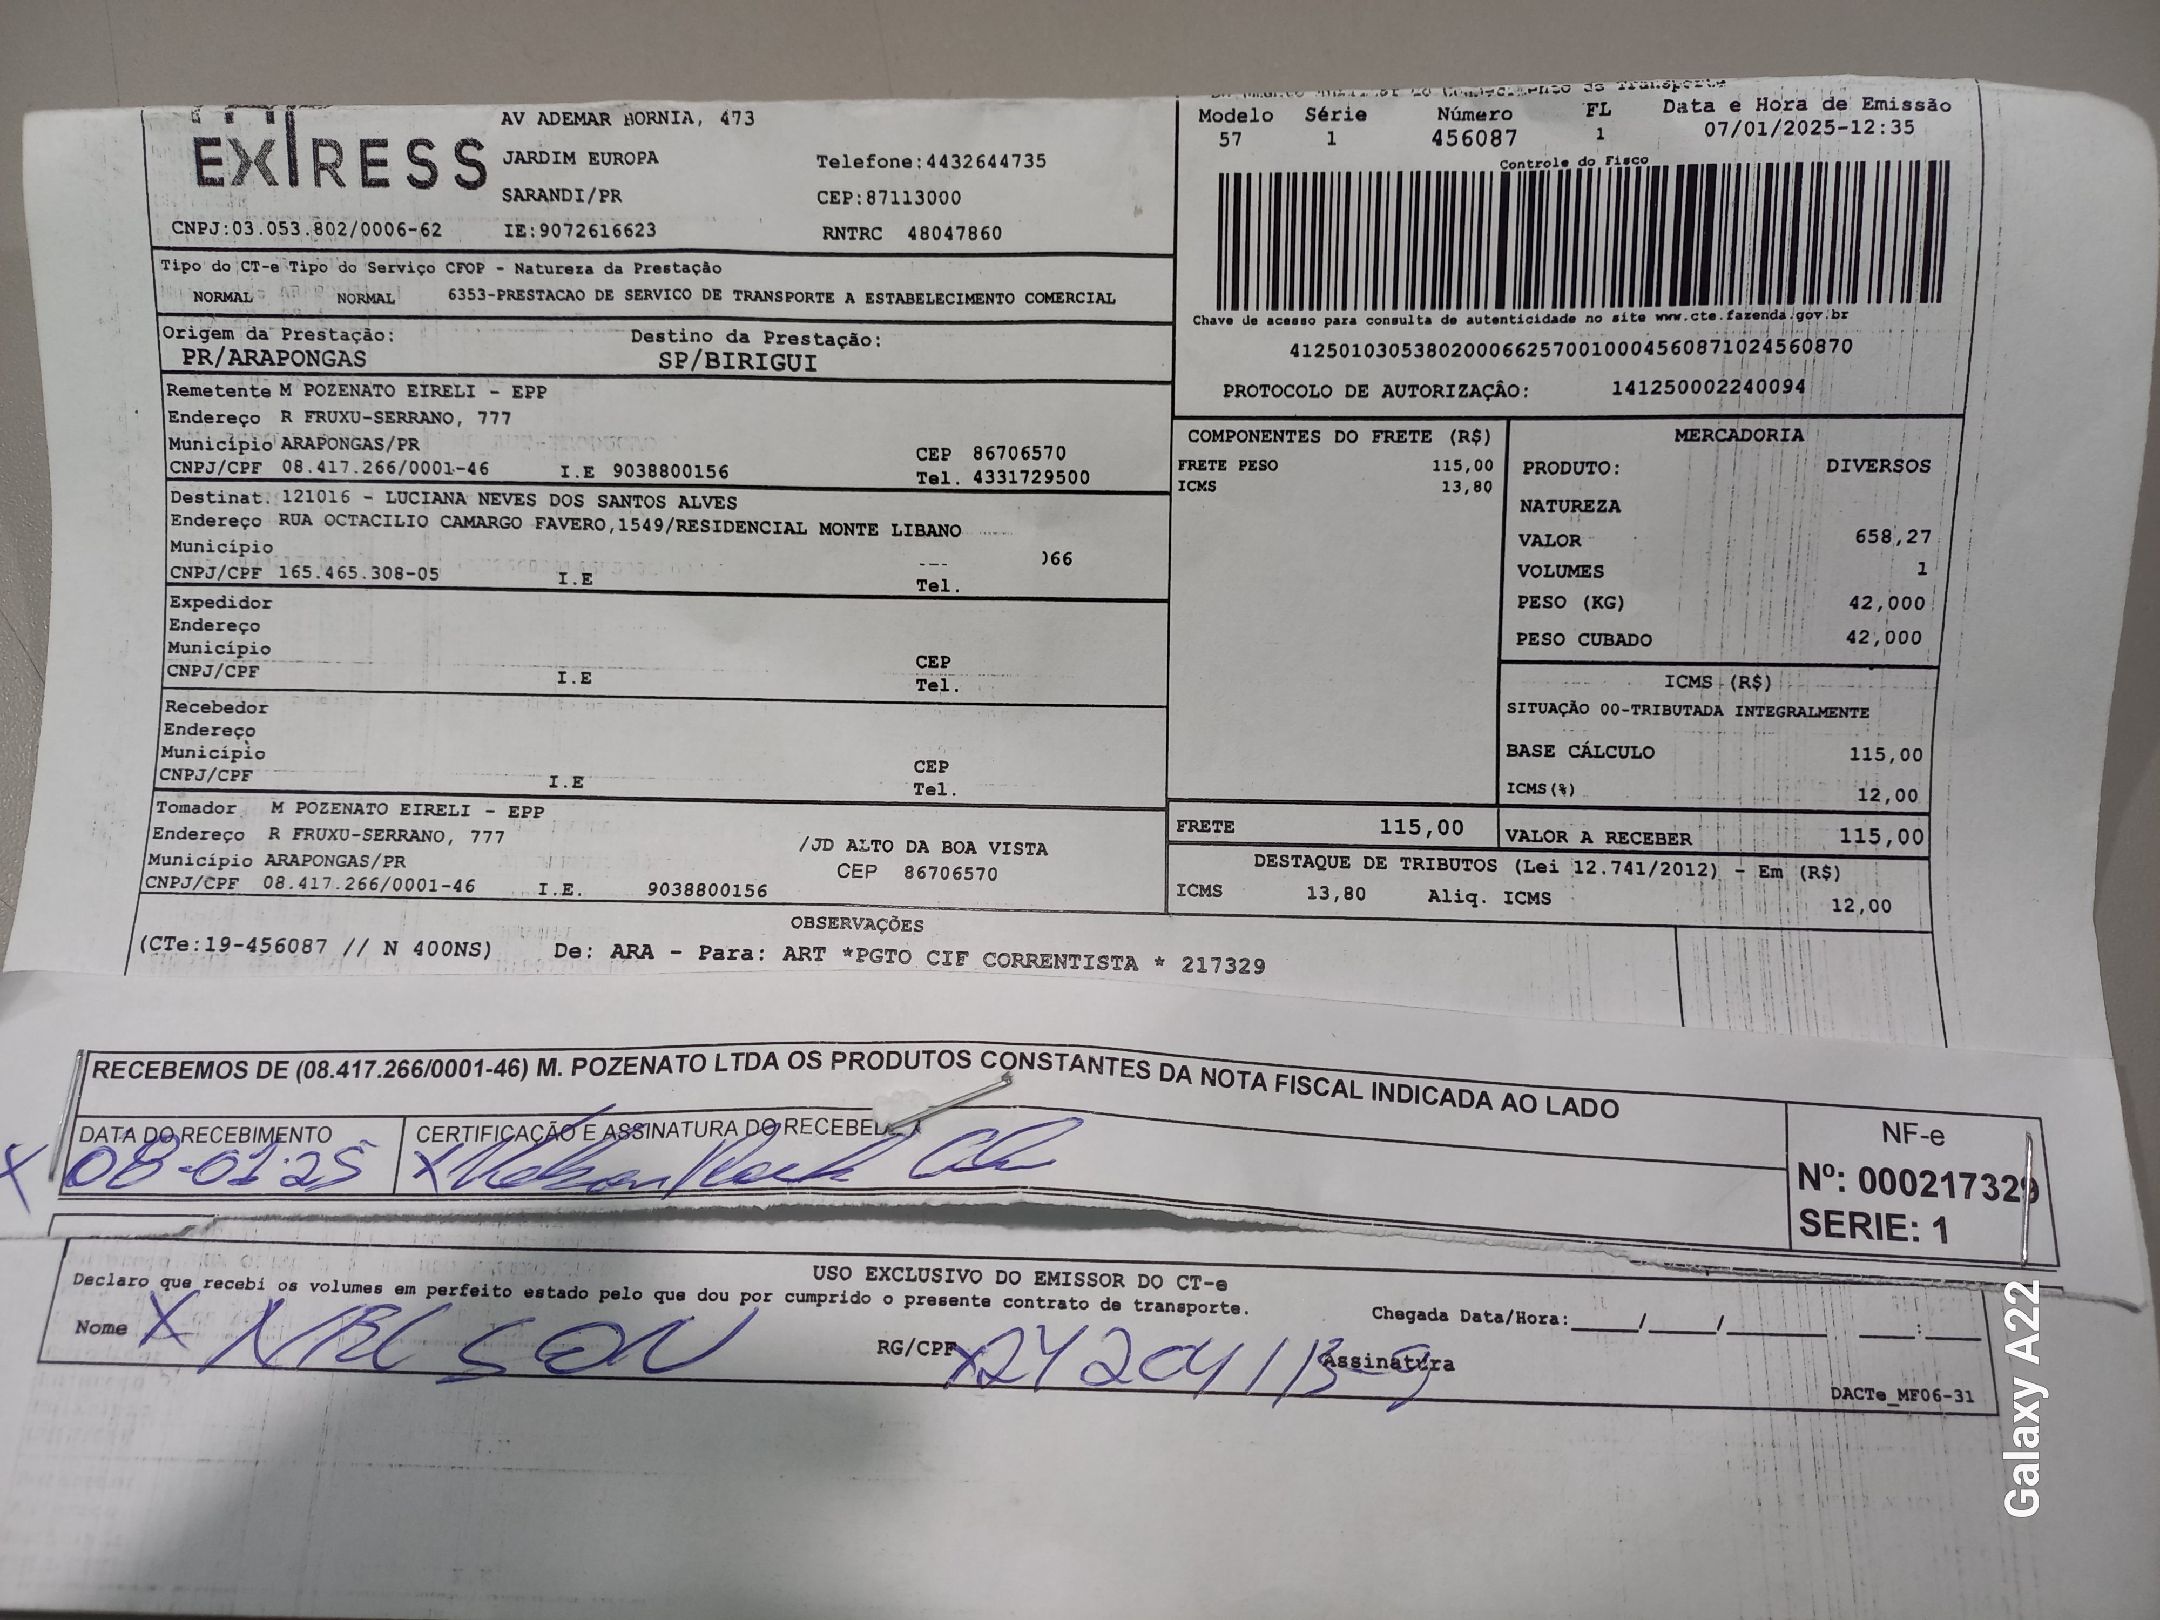 EXPRESS
AV ADEMAR BORNIA, 473
JARDIM EUROPA Telefone:4432644735
SARANDI/PR CEP:87113000
CNPJ:03.053.802/0006-62 IE:9072616623 RNTRC 48047860
Modelo Série Número FL Data e Hora de Emissão
57 1 456087 1 07/01/2025-12:35
Controle do Fisco
Chave de acesso para consulta de autenticidade no site www.cte.fazenda.gov.br
41250103053802000662570010004560871024560870
PROTOCOLO DE AUTORIZAÇÂO: 141250002240094
Tipo do CT-e Tipo do Serviço CFOP - Natureza da Prestação
NORMAL NORMAL 6353-PRESTACAO DE SERVICO DE TRANSPORTE A ESTABELECIMENTO COMERCIAL
Origem da Prestação: Destino da Prestação:
PR/ARAPONGAS SP/BIRIGUI
Remetente M POZENATO EIRELI - EPP
Endereço R FRUXU-SERRANO, 777
Município ARAPONGAS/PR CEP 86706570
CNPJ/CPF 08.417.266/0001-46 I.E 9038800156 Tel. 4331729500
Destinat. 121016 - LUCIANA NEVES DOS SANTOS ALVES
Endereço RUA OCTACILIO CAMARGO FAVERO,1549/RESIDENCIAL MONTE LIBANO
Município )66
CNPJ/CPF 165.465.308-05 I.E Tel.
Expedidor
Endereço
Município CEP
CNPJ/CPF I.E Tel.
Recebedor
Endereço
Município CEP
CNPJ/CPF I.E Tel.
Tomador M POZENATO EIRELI - EPP
Endereço R FRUXU-SERRANO, 777 /JD ALTO DA BOA VISTA
Município ARAPONGAS/PR CEP 86706570
CNPJ/CPF 08.417.266/0001-46 I.E. 9038800156
COMPONENTES DO FRETE (R$)
FRETE PESO 115,00
ICMS 13,80
MERCADORIA
PRODUTO: DIVERSOS
NATUREZA
VALOR 658,27
VOLUMES 1
PESO (KG) 42,000
PESO CUBADO 42,000
ICMS (R$)
SITUAÇÃO 00-TRIBUTADA INTEGRALMENTE
BASE CÁLCULO 115,00
ICMS(%) 12,00
FRETE 115,00 VALOR A RECEBER 115,00
DESTAQUE DE TRIBUTOS (Lei 12.741/2012) - Em (R$)
ICMS 13,80 Aliq. ICMS 12,00
OBSERVAÇÕES
(CTe:19-456087 // N 400NS) De: ARA - Para: ART *PGTO CIF CORRENTISTA * 217329
RECEBEMOS DE (08.417.266/0001-46) M. POZENATO LTDA OS PRODUTOS CONSTANTES DA NOTA FISCAL INDICADA AO LADO
DATA DO RECEBIMENTO CERTIFICAÇÃO E ASSINATURA DO
X 08-01-25 X
NF-e
Nº: 000217329
SERIE: 1
USO EXCLUSIVO DO EMISSOR DO CT-e
Declaro que recebi os volumes em perfeito estado pelo que dou por cumprido o presente contrato de transporte.
Chegada Data/Hora:____/____/______ ____:____
Nome X NELSON RG/CPF X24204113-9 Assinatura
DACTe_MF06-31
Galaxy A22